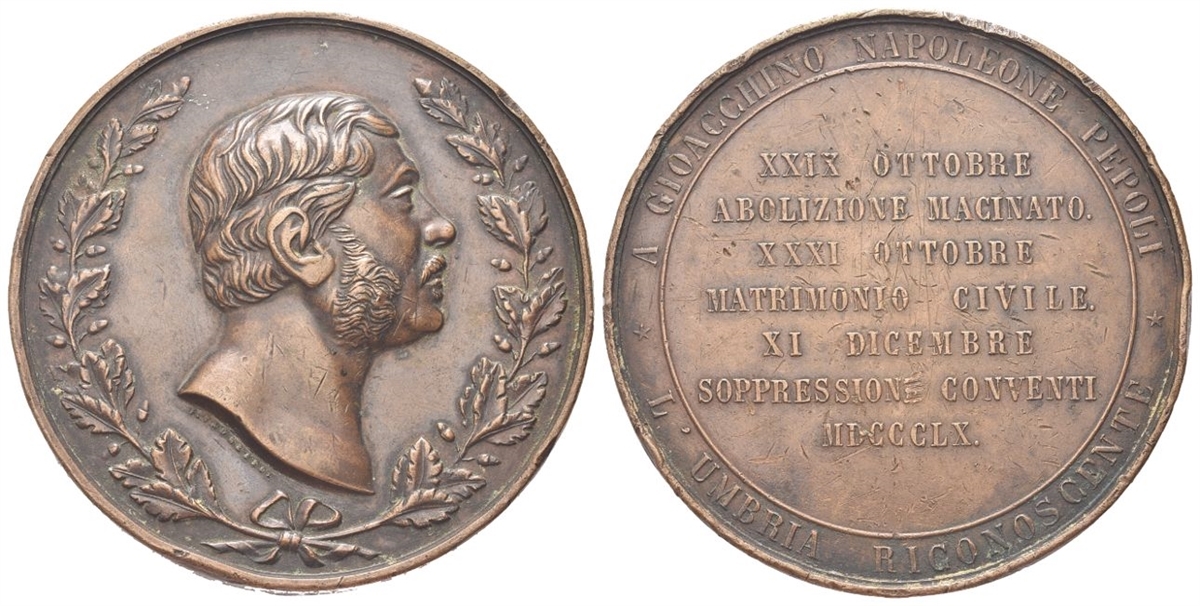 ★ A GIOACCHINO NAPOLEONE PEPOLI ★
L'UMBRIA RICONOSCENTE
XXIX OTTOBRE
ABOLIZIONE MACINATO.
XXXI OTTOBRE
MATRIMONIO CIVILE.
XI DICEMBRE
SOPPRESSIONE CONVENTI
MDCCCLX.